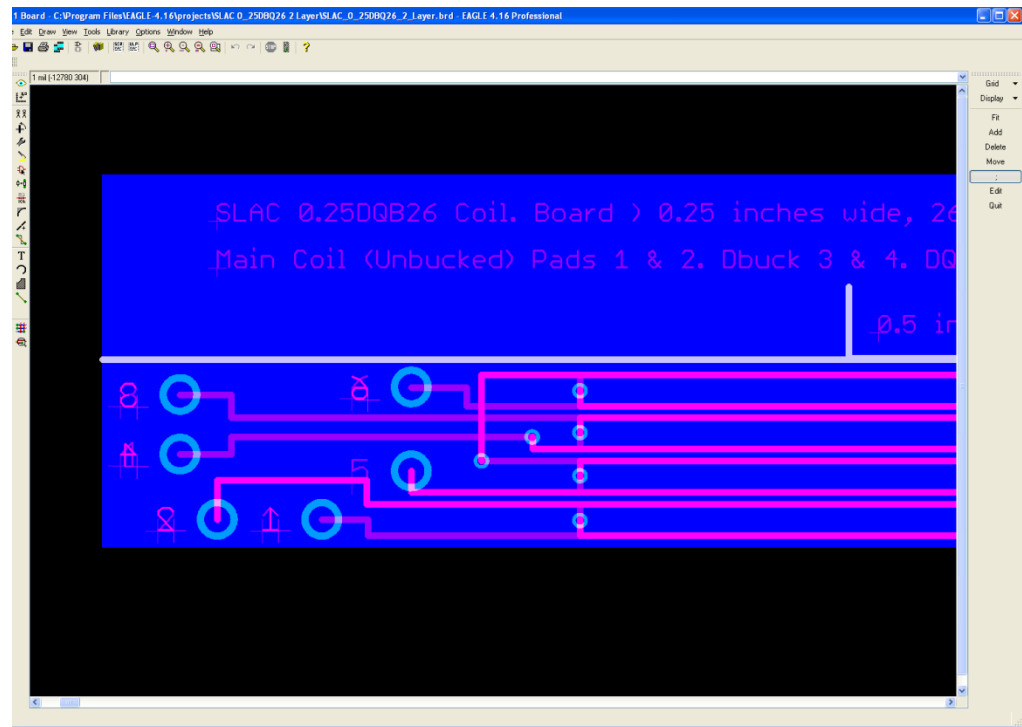 1 Board - C:\Program Files\EAGLE-4.16\projects\SLAC 0_25DBQ26 2 Layer\SLAC_0_25DBQ26_2_Layer.brd - EAGLE 4.16 Professional
Edit Draw View Tools Library Options Window Help
1 mil (-12780 304)
Grid
Display
Fit
Add
Delete
Move
;
Edit
Quit
SLAC 0.25DQB26 Coil. Board ) 0.25 inches wide, 26
Main Coil (Unbucked) Pads 1 & 2. Dbuck 3 & 4. DQ
0.5 in
5
1